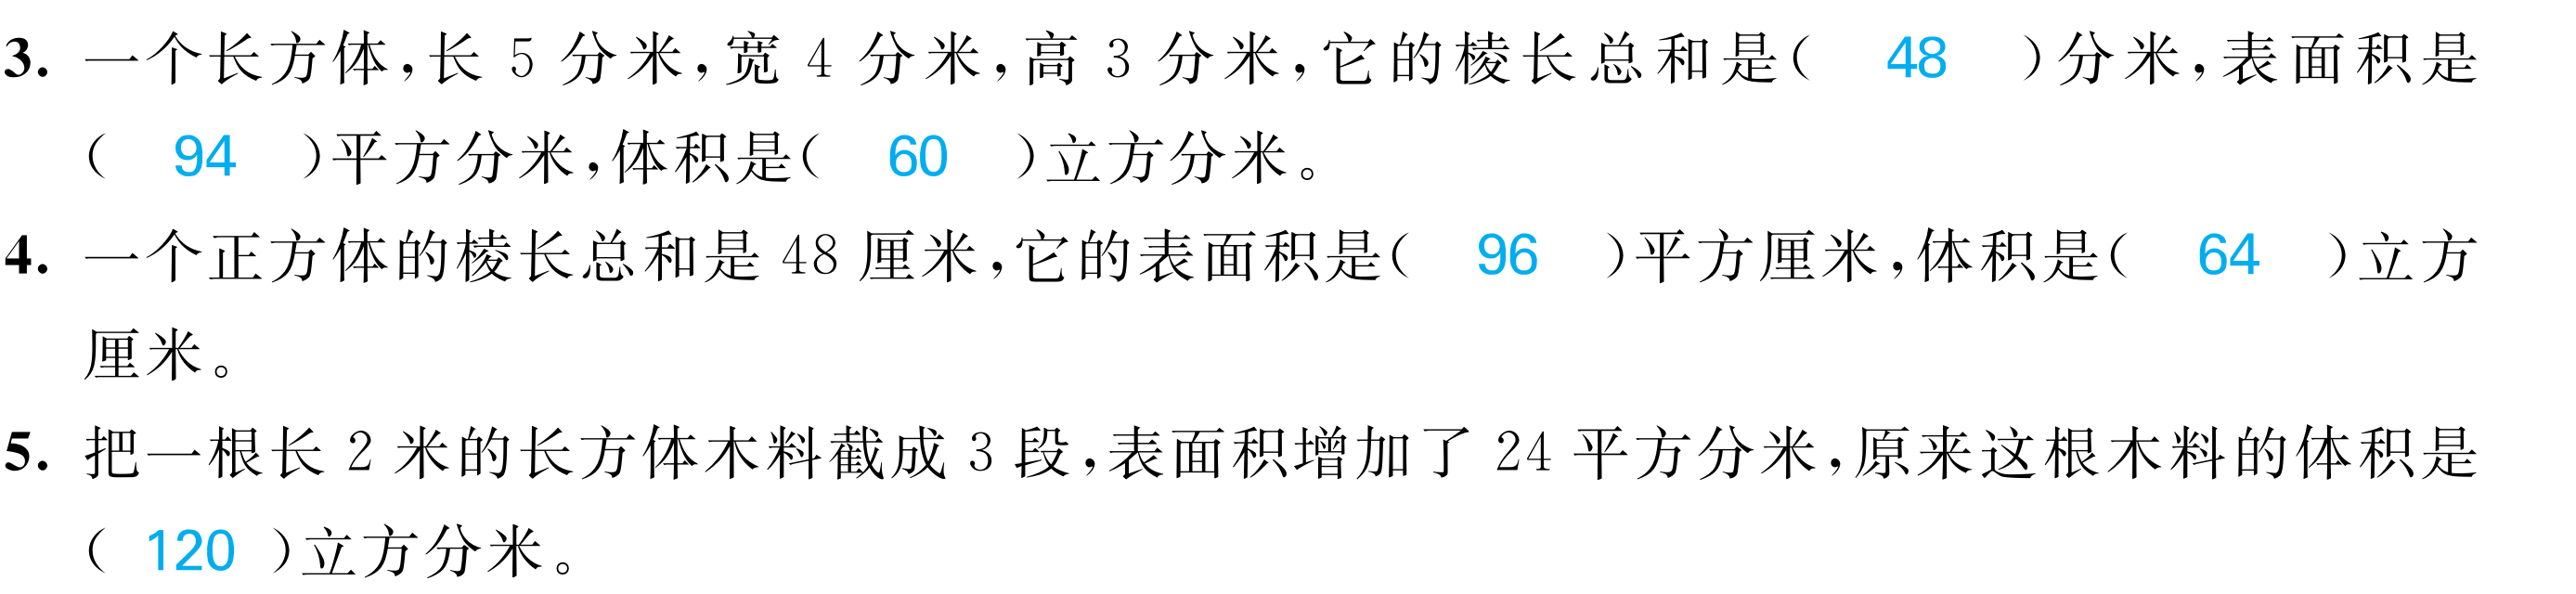 3. 一个长方体,长 5 分米,宽 4 分米,高 3 分米,它的棱长总和是( 48 )分米,表面积是
( 94 )平方分米,体积是( 60 )立方分米。
4. 一个正方体的棱长总和是 48 厘米,它的表面积是( 96 )平方厘米,体积是( 64 )立方
厘米。
5. 把一根长 2 米的长方体木料截成 3 段,表面积增加了 24 平方分米,原来这根木料的体积是
( 120 )立方分米。